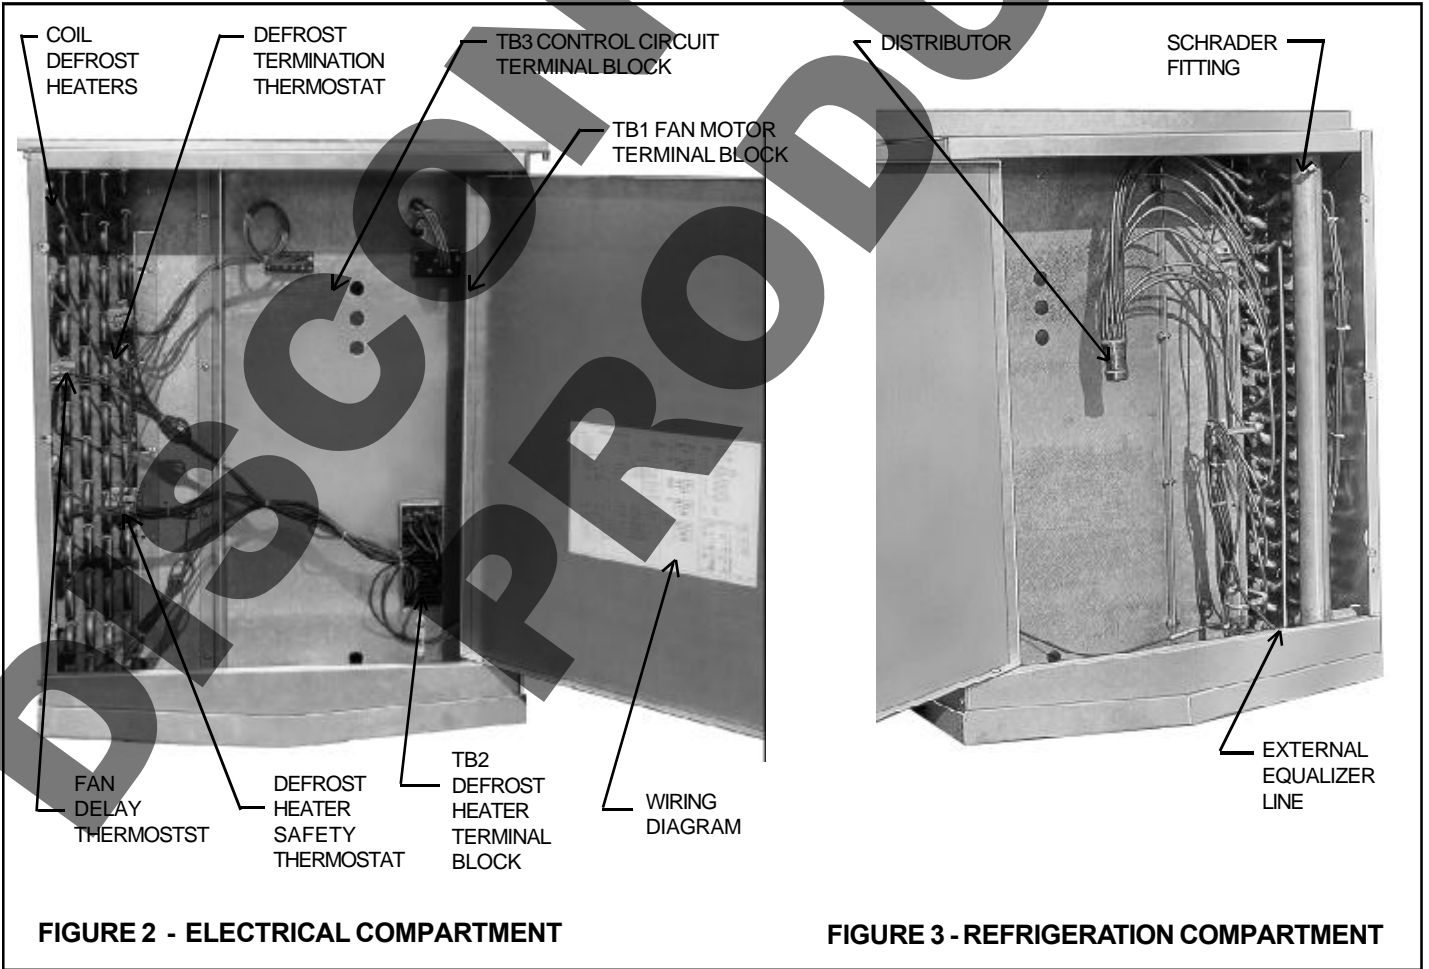 COIL
DEFROST
HEATERS
DEFROST
TERMINATION
THERMOSTAT
TB3 CONTROL CIRCUIT
TERMINAL BLOCK
TB1 FAN MOTOR
TERMINAL BLOCK
DISTRIBUTOR
SCHRADER
FITTING
FAN
DELAY
THERMOSTST
DEFROST
HEATER
SAFETY
THERMOSTAT
TB2
DEFROST
HEATER
TERMINAL
BLOCK
WIRING
DIAGRAM
EXTERNAL
EQUALIZER
LINE
FIGURE 2 - ELECTRICAL COMPARTMENT
FIGURE 3 - REFRIGERATION COMPARTMENT